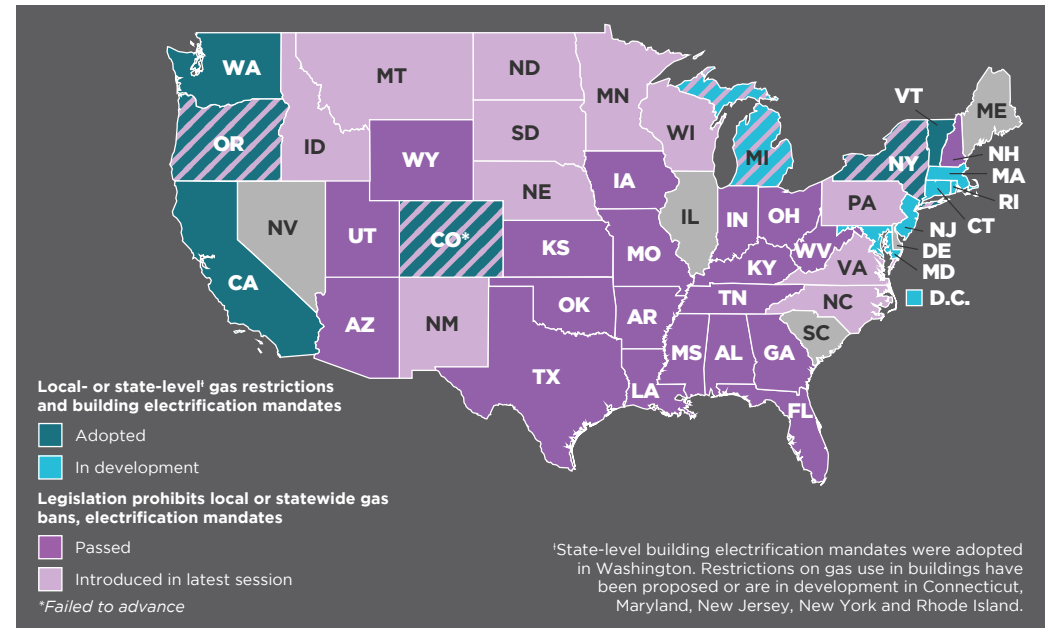 WA
MT
ND
MN
VT
ME
OR
ID
SD
WI
MI
NY
NH
MA
WY
RI
NE
IA
PA
CT
NV
UT
CO*
IL
IN
OH
NJ
DE
MD
KS
MO
WV
VA
CA
KY
D.C.
AZ
NM
OK
AR
TN
NC
SC
TX
MS
AL
GA
LA
FL
Local- or state-level‡ gas restrictions
and building electrification mandates
Adopted
In development
Legislation prohibits local or statewide gas
bans, electrification mandates
Passed
Introduced in latest session
*Failed to advance
‡State-level building electrification mandates were adopted
in Washington. Restrictions on gas use in buildings have
been proposed or are in development in Connecticut,
Maryland, New Jersey, New York and Rhode Island.